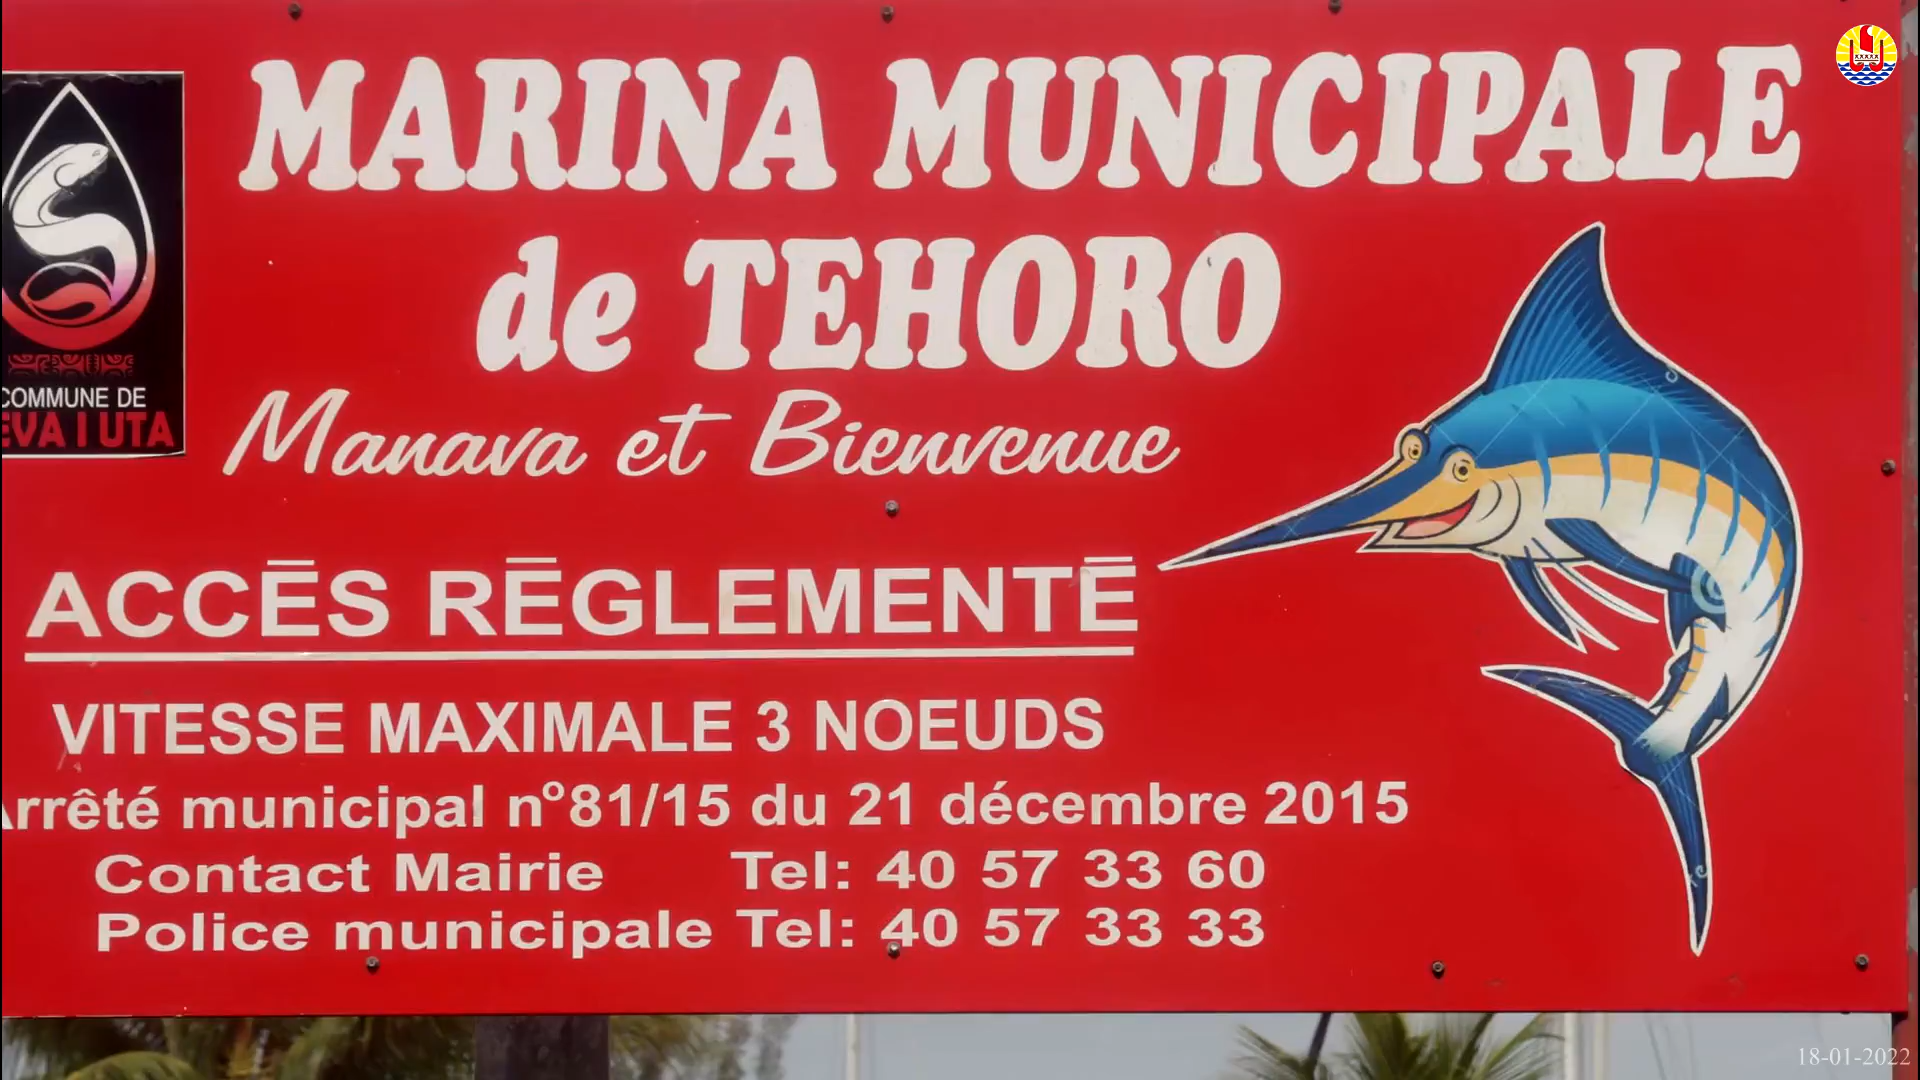 MARINA MUNICIPALE
de TEHORO
COMMUNE DE
EVA I UTA
Manava et Bienvenue
ACCĒS RĒGLEMENTĒ
VITESSE MAXIMALE 3 NOEUDS
Arrêté municipal n°81/15 du 21 décembre 2015
Contact Mairie Tel: 40 57 33 60
Police municipale Tel: 40 57 33 33
18-01-2022